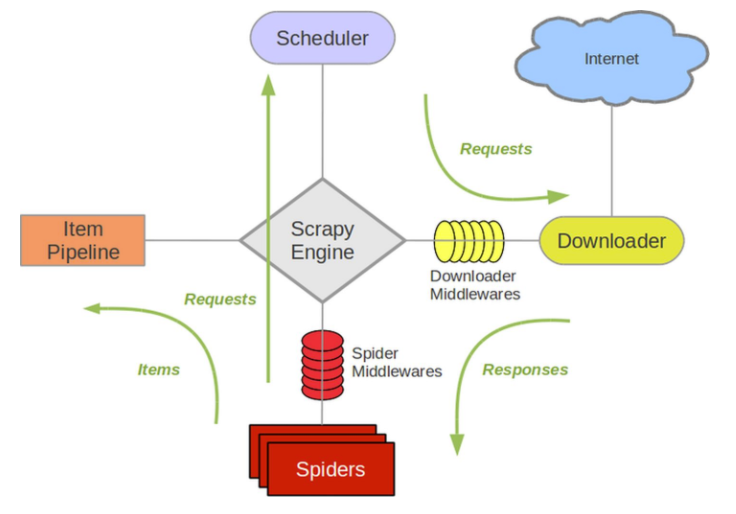 Scheduler
Internet
Requests
Item
Pipeline
Scrapy
Engine
Downloader
Downloader
Middlewares
Requests
Spider
Middlewares
Items
Responses
Spiders